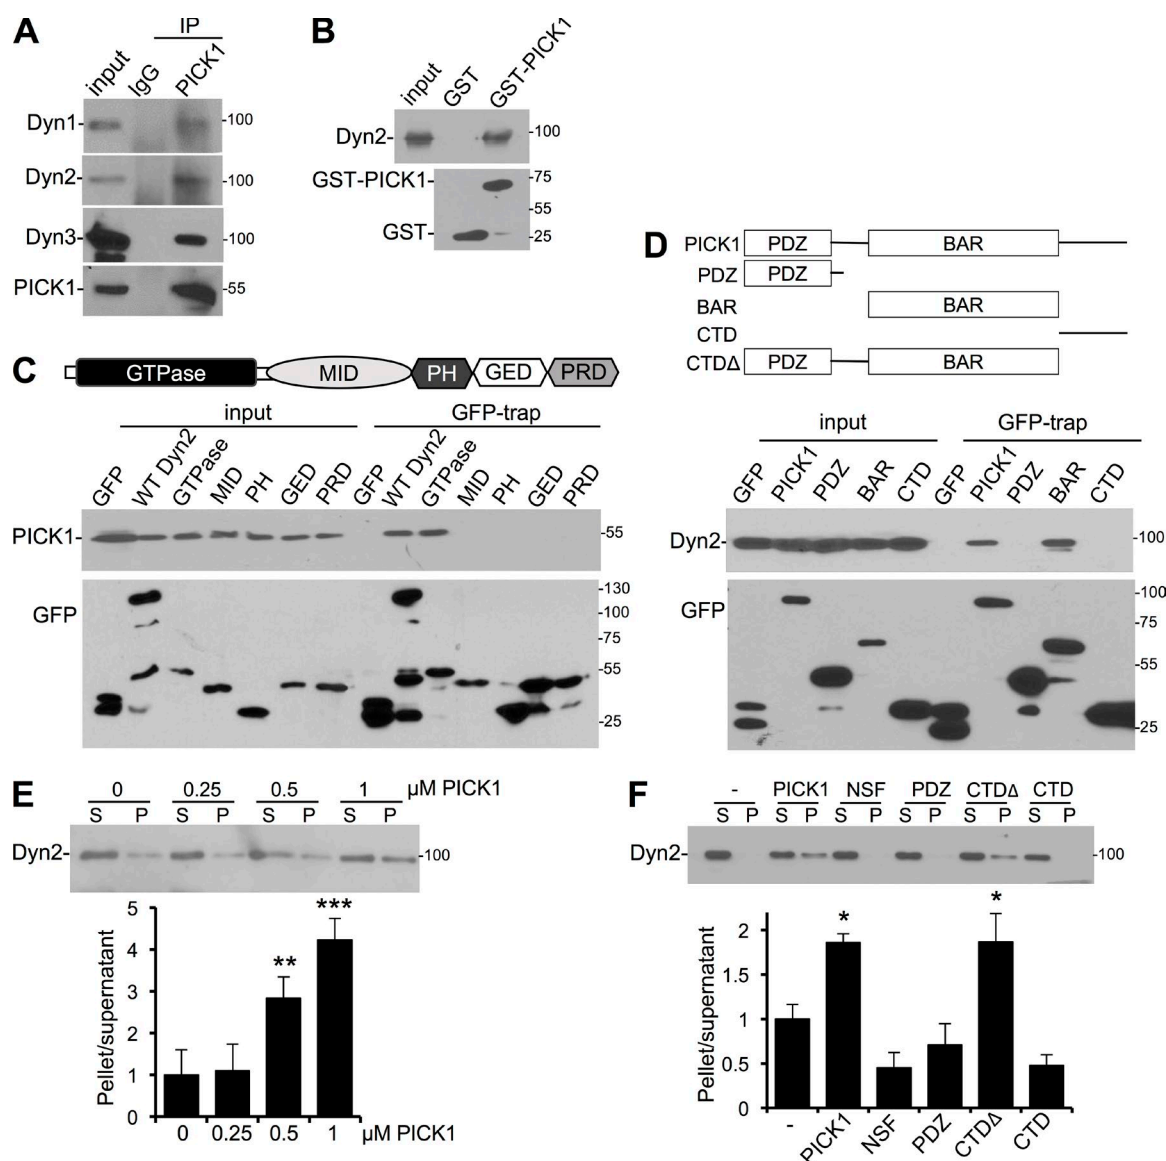 A
IP
input
IgG
PICK1
Dyn1-
-100
Dyn2-
-100
Dyn3-
-100
PICK1-
-55
B
input
GST
GST-PICK1
Dyn2-
-100
GST-PICK1-
-75
-55
GST-
-25
C
GTPase MID PH GED PRD
input GFP-trap
GFP WT Dyn2 GTPase MID PH GED PRD GFP WT Dyn2 GTPase MID PH GED PRD
PICK1-
-55
GFP
-130
-100
-75
-55
-25
D
PICK1 PDZ BAR
PDZ PDZ
BAR BAR
CTD
CTDΔ PDZ BAR
input GFP-trap
GFP PICK1 PDZ BAR CTD GFP PICK1 PDZ BAR CTD
Dyn2-
-100
GFP
-100
-75
-55
-25
E
0 0.25 0.5 1 µM PICK1
S P S P S P S P
Dyn2-
-100
Pellet/supernatant
5
4
3
2
1
0
**
***
0 0.25 0.5 1 µM PICK1
F
- PICK1 NSF PDZ CTDΔ CTD
S P S P S P S P S P S P
Dyn2-
-100
Pellet/supernatant
2
1.5
1
0.5
0
*
*
- PICK1 NSF PDZ CTDΔ CTD